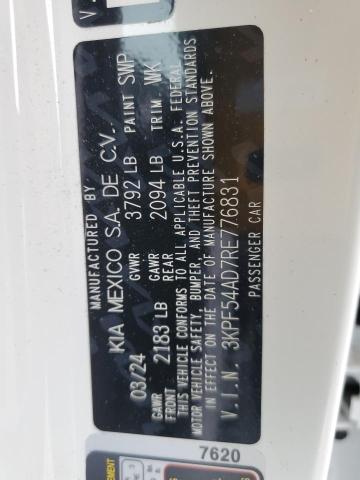 MANUFACTURED BY
KIA MEXICO S.A. DE C.V.
03/24 GVWR 3792 LB PAINT SWP
GAWR FRONT 2183 LB GAWR REAR 2094 LB TRIM WK
THIS VEHICLE CONFORMS TO ALL APPLICABLE U.S.A. FEDERAL
MOTOR VEHICLE SAFETY, BUMPER, AND THEFT PREVENTION STANDARDS
IN EFFECT ON THE DATE OF MANUFACTURE SHOWN ABOVE.
V.I.N. 3KPF54AD7RE776831
PASSENGER CAR
7620